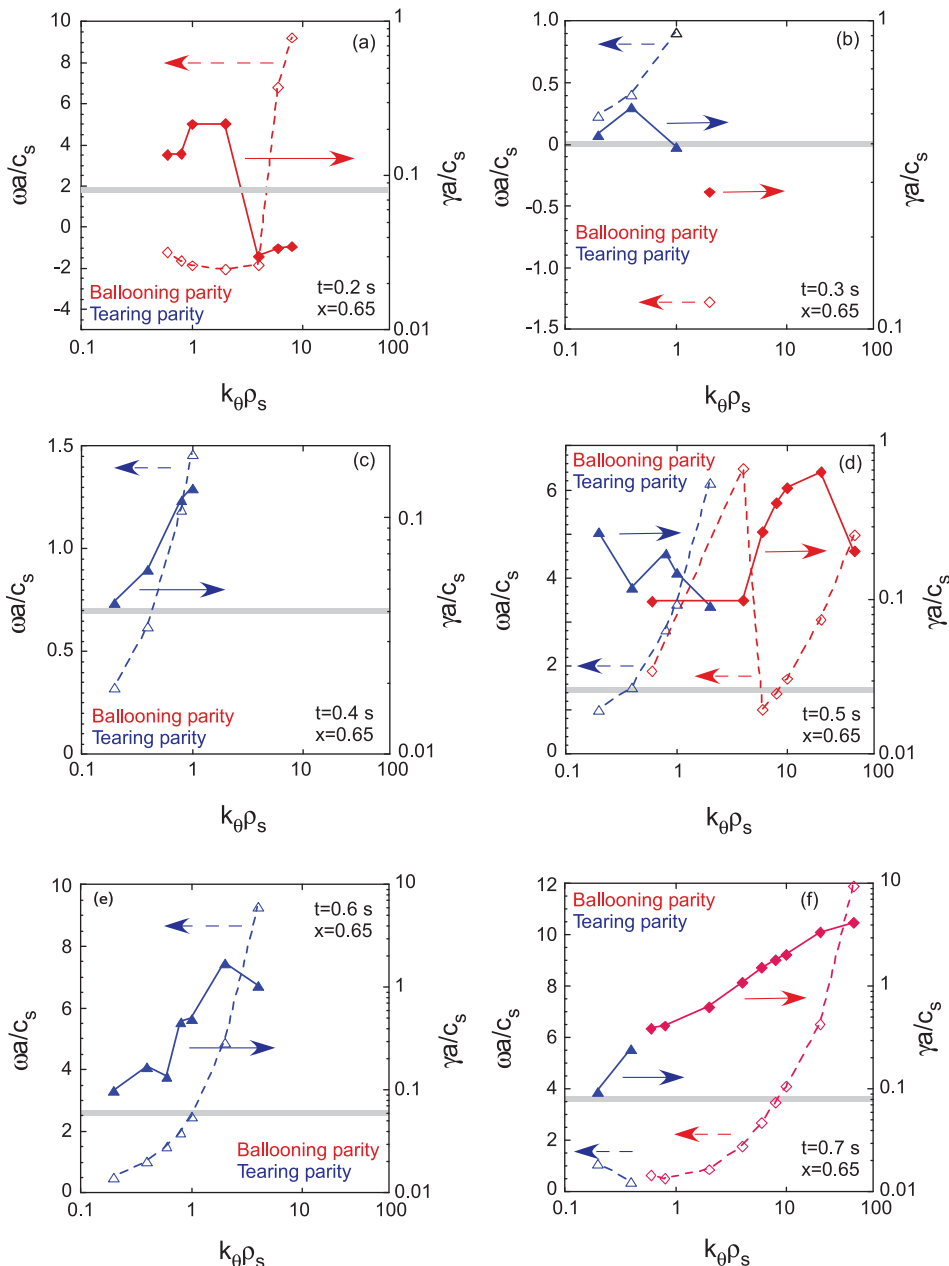 10
8
6
4
2
0
-2
-4
ωa/c_s
1
0.1
0.01
γa/c_s
(a)
Ballooning parity
Tearing parity
t=0.2 s
x=0.65
0.1
1
10
100
k_θρ_s
1.0
0.5
0
-0.5
-1.0
-1.5
ωa/c_s
1
0.1
γa/c_s
(b)
Ballooning parity
Tearing parity
t=0.3 s
x=0.65
0.1
1
10
100
k_θρ_s
1.5
1.0
0.5
0
ωa/c_s
0.1
0.01
γa/c_s
(c)
Ballooning parity
Tearing parity
t=0.4 s
x=0.65
0.1
1
10
100
k_θρ_s
6
4
2
0
ωa/c_s
1
0.1
0.01
γa/c_s
Ballooning parity
Tearing parity
(d)
t=0.5 s
x=0.65
0.1
1
10
100
k_θρ_s
10
8
6
4
2
0
ωa/c_s
10
1
0.1
0.01
γa/c_s
(e)
t=0.6 s
x=0.65
Ballooning parity
Tearing parity
0.1
1
10
100
k_θρ_s
12
10
8
6
4
2
0
ωa/c_s
10
1
0.1
0.01
γa/c_s
Ballooning parity
Tearing parity
(f)
t=0.7 s
x=0.65
0.1
1
10
100
k_θρ_s